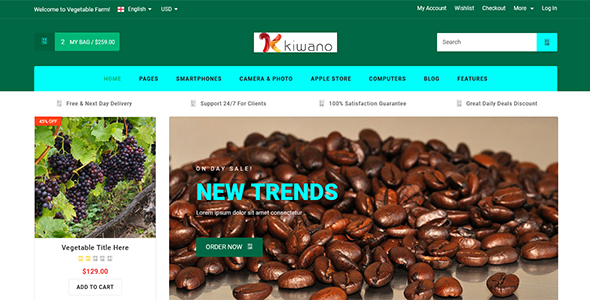 Welcome to Vegetable Farm!
English
USD
My Account
Wishlist
Checkout
More
Log In
2 MY BAG / $259.00
kiwano
Search
HOME
PAGES
SMARTPHONES
CAMERA & PHOTO
APPLE STORE
COMPUTERS
BLOG
FEATURES
Free & Next Day Delivery
Support 24/7 For Clients
100% Satisfaction Guarantee
Great Daily Deals Discount
45% OFF
Vegetable Title Here
$129.00
ADD TO CART
ON DAY SALE!
NEW TRENDS
Lorem ipsum dolor sit amet consectetur
ORDER NOW